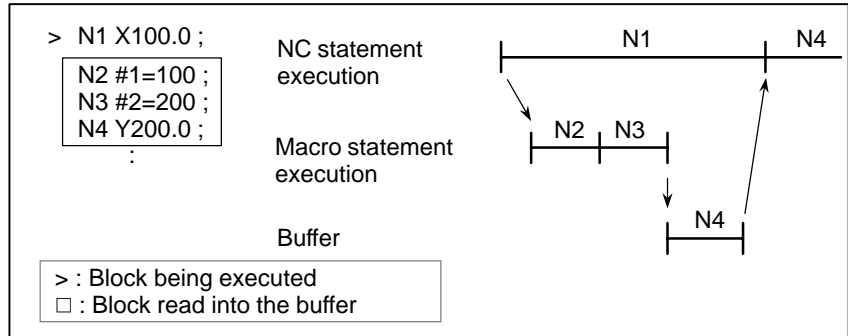 > N1 X100.0 ;
N2 #1=100 ;
N3 #2=200 ;
N4 Y200.0 ;
:
NC statement
execution
N1
N4
N2
N3
Macro statement
execution
N4
Buffer
> : Block being executed
□ : Block read into the buffer